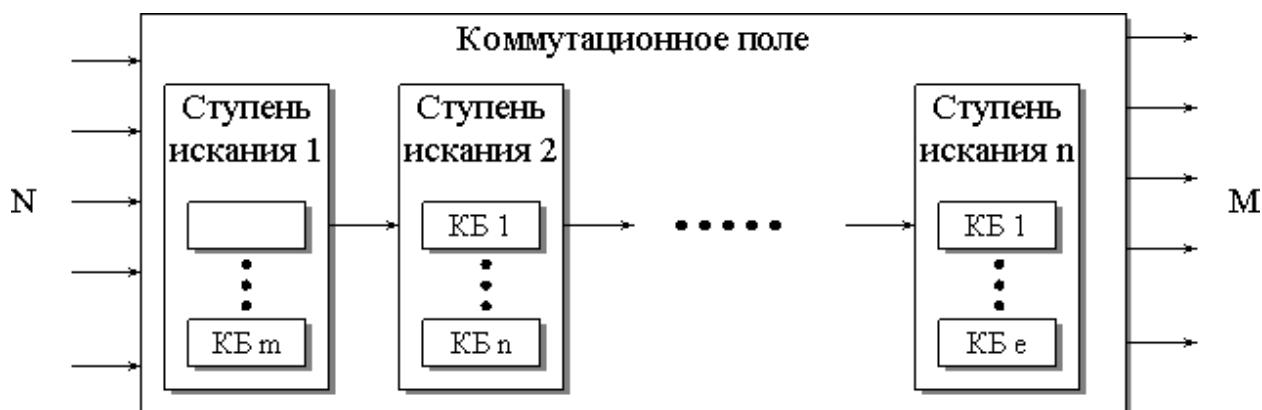 Коммутационное поле
Ступень
искания 1
Ступень
искания 2
Ступень
искания n
N
M
КБ 1
КБ 1
КБ m
КБ n
КБ e